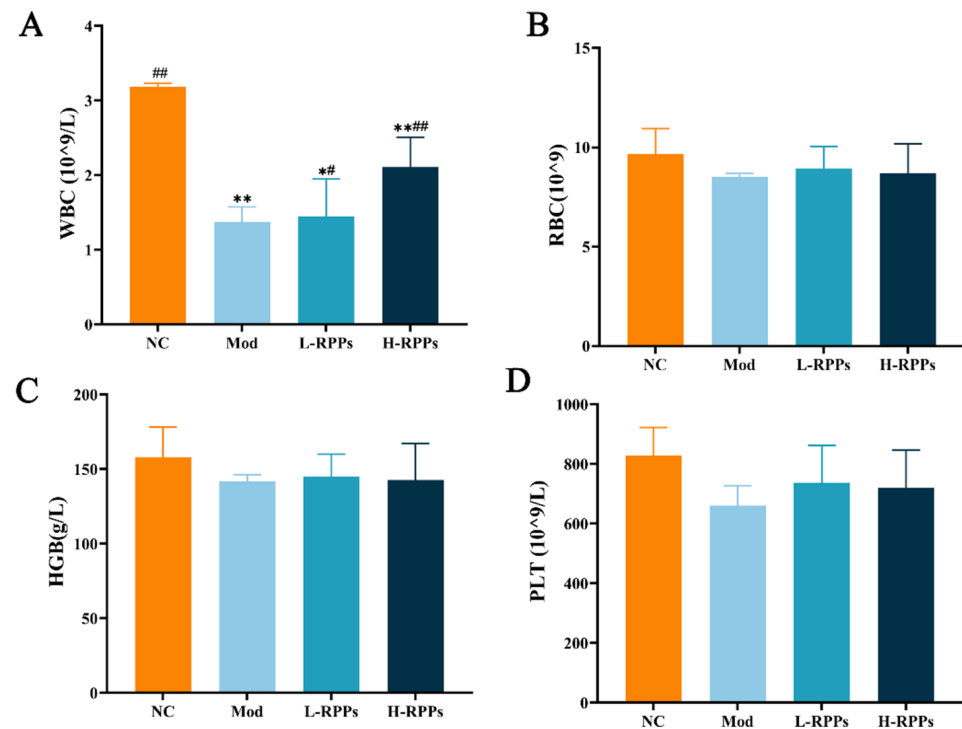 A
WBC (10^9/L)
4
3
2
1
0
##
**
*#
**##
NC Mod L-RPPs H-RPPs
B
RBC(10^9)
15
10
5
0
NC Mod L-RPPs H-RPPs
C
HGB(g/L)
200
150
100
50
0
NC Mod L-RPPs H-RPPs
D
PLT (10^9/L)
1000
800
600
400
200
0
NC Mod L-RPPs H-RPPs